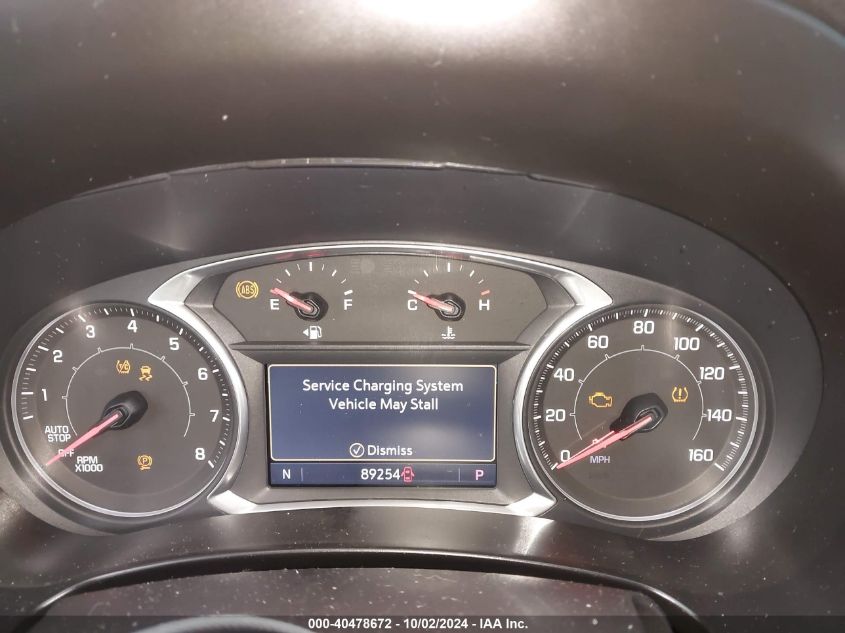 ABS
E F
C H
1 2 3 4 5 6 7 8
AUTO
STOP
OFF
RPM
X1000
Service Charging System
Vehicle May Stall
Dismiss
N 89254 P
0 20 40 60 80 100 120 140 160
MPH
000-40478672 - 10/02/2024 - IAA Inc.